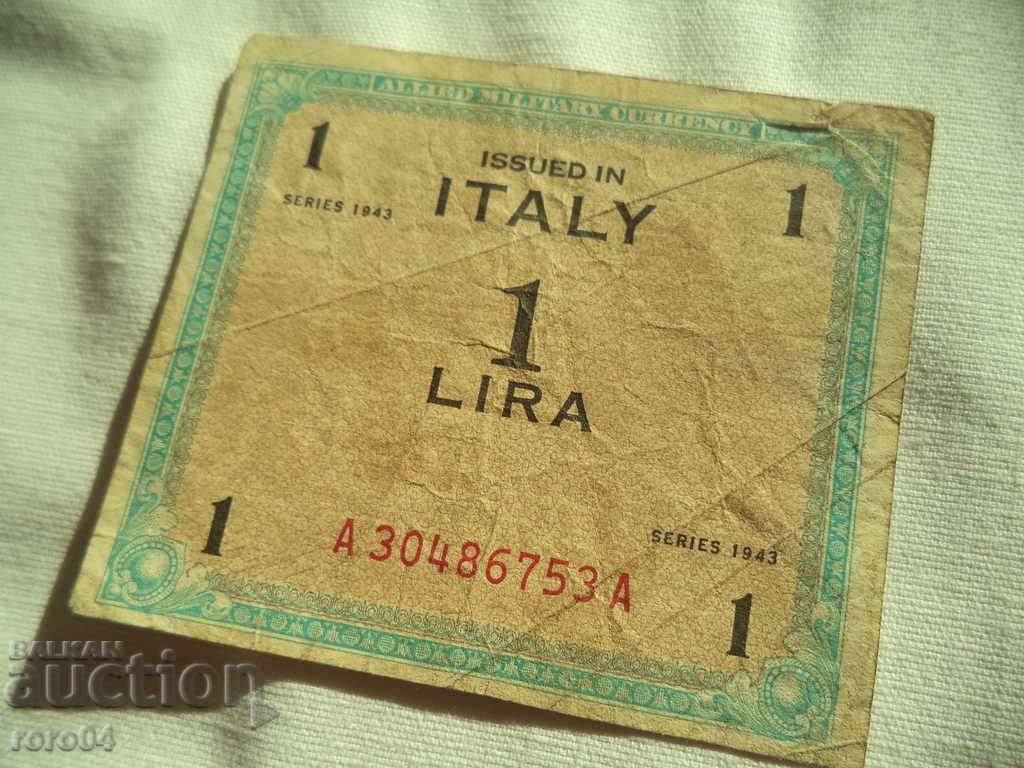 ALLIED MILITARY CURRENCY
1
ISSUED IN
ITALY
1
SERIES 1943
1
LIRA
1
A30486753A
SERIES 1943
1
BALKAN
auction
roro04